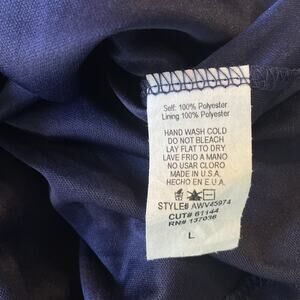 Self: 100% Polyester
Lining 100% Polyester
HAND WASH COLD
DO NOT BLEACH
LAY FLAT TO DRY
LAVE FRIO A MANO
NO USAR CLORO
MADE IN U.S.A.
HECHO EN E.U.A.
STYLE# AWV45974
CUT# 61144
RN# 137036
L